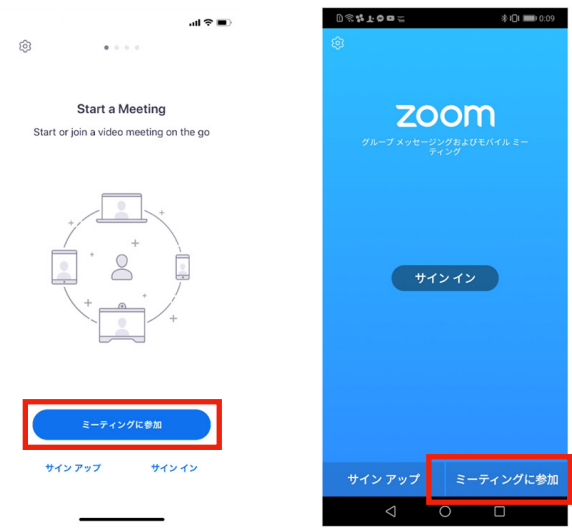 Start a Meeting
Start or join a video meeting on the go
ミーティングに参加
サイン アップ
サイン イン
0:09
zoom
グループ メッセージングおよびモバイル ミー
ティング
サイン イン
サイン アップ
ミーティングに参加